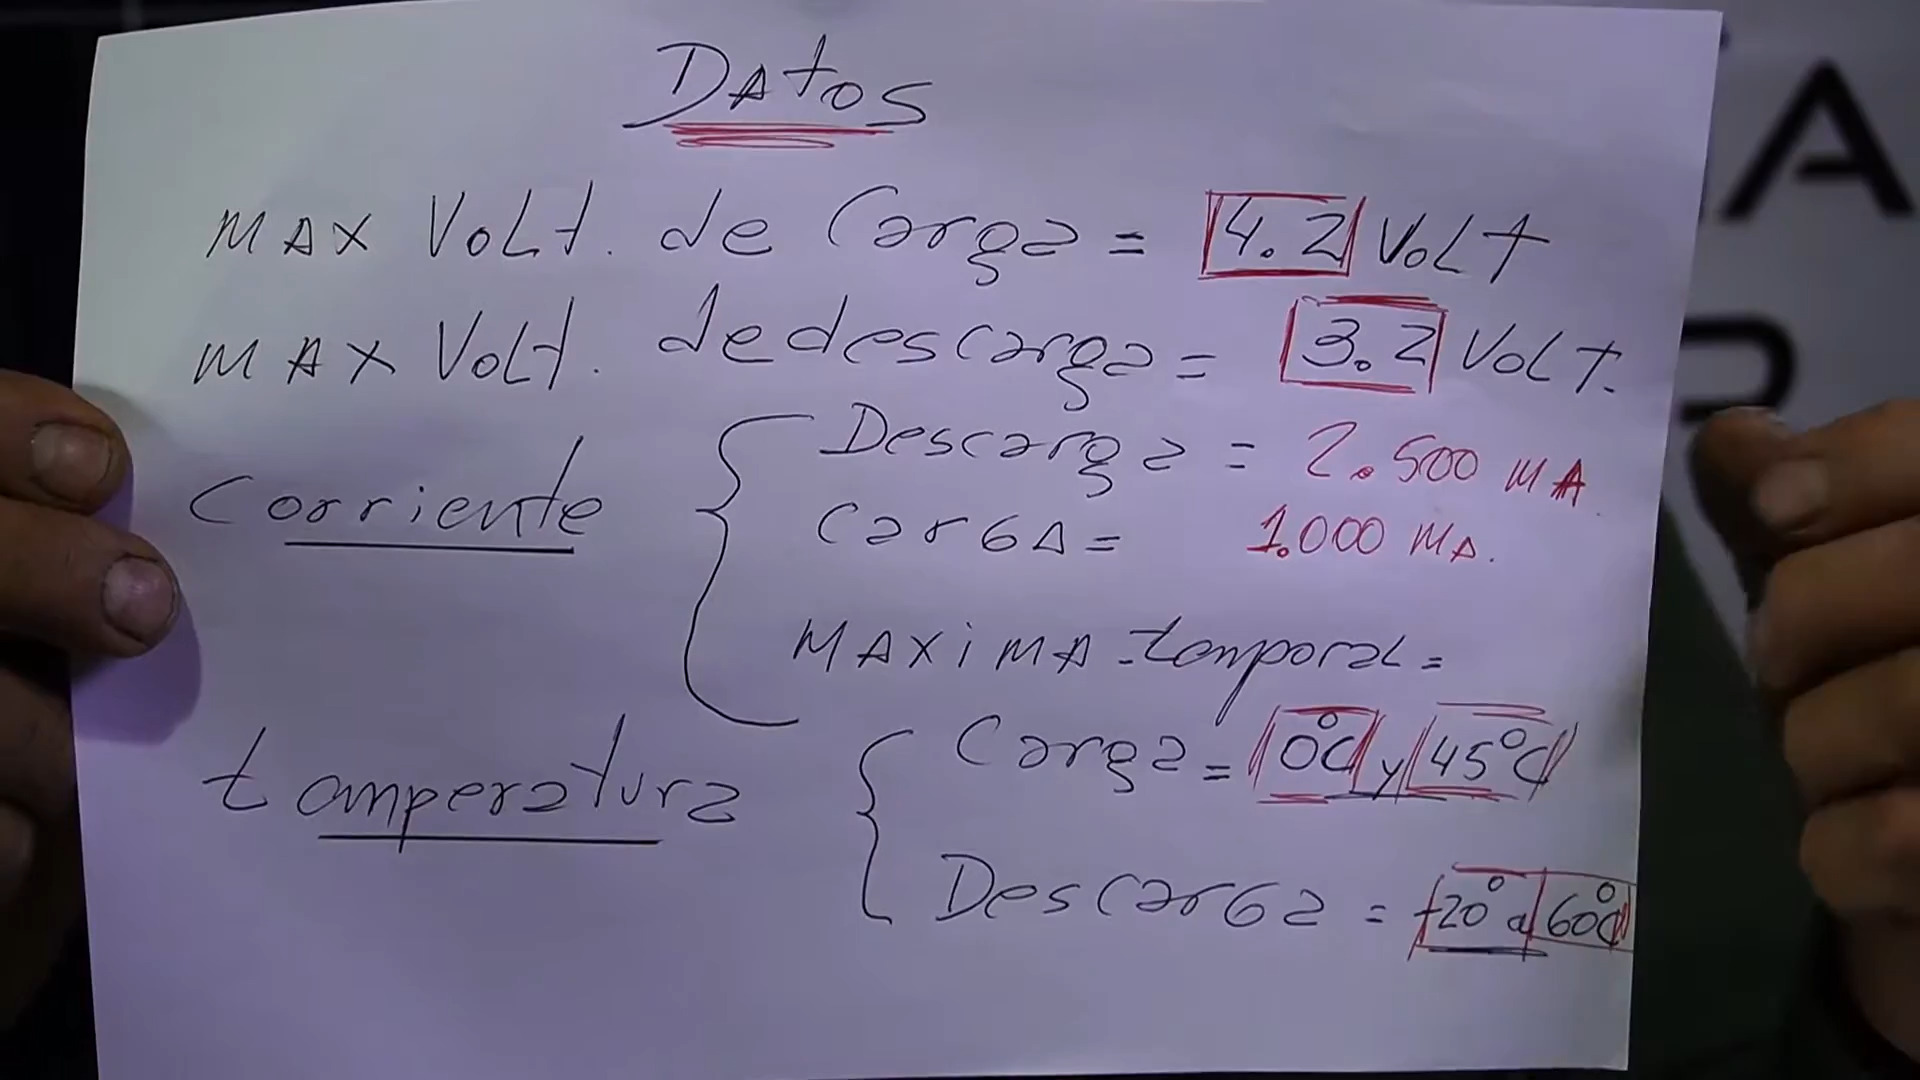 DAtos
MAX VoLt. de Carga = 4.2 VoLt
MAX VoLt. de descarga = 3.2 VoLt.
Corriente
Descarga = 2.500 MA.
CarGA = 1.000 MA.
MAXiMA temporal =
temperatura
Carga = 0°C y 45°C
DescarGa = -20° a 60°C
A
R